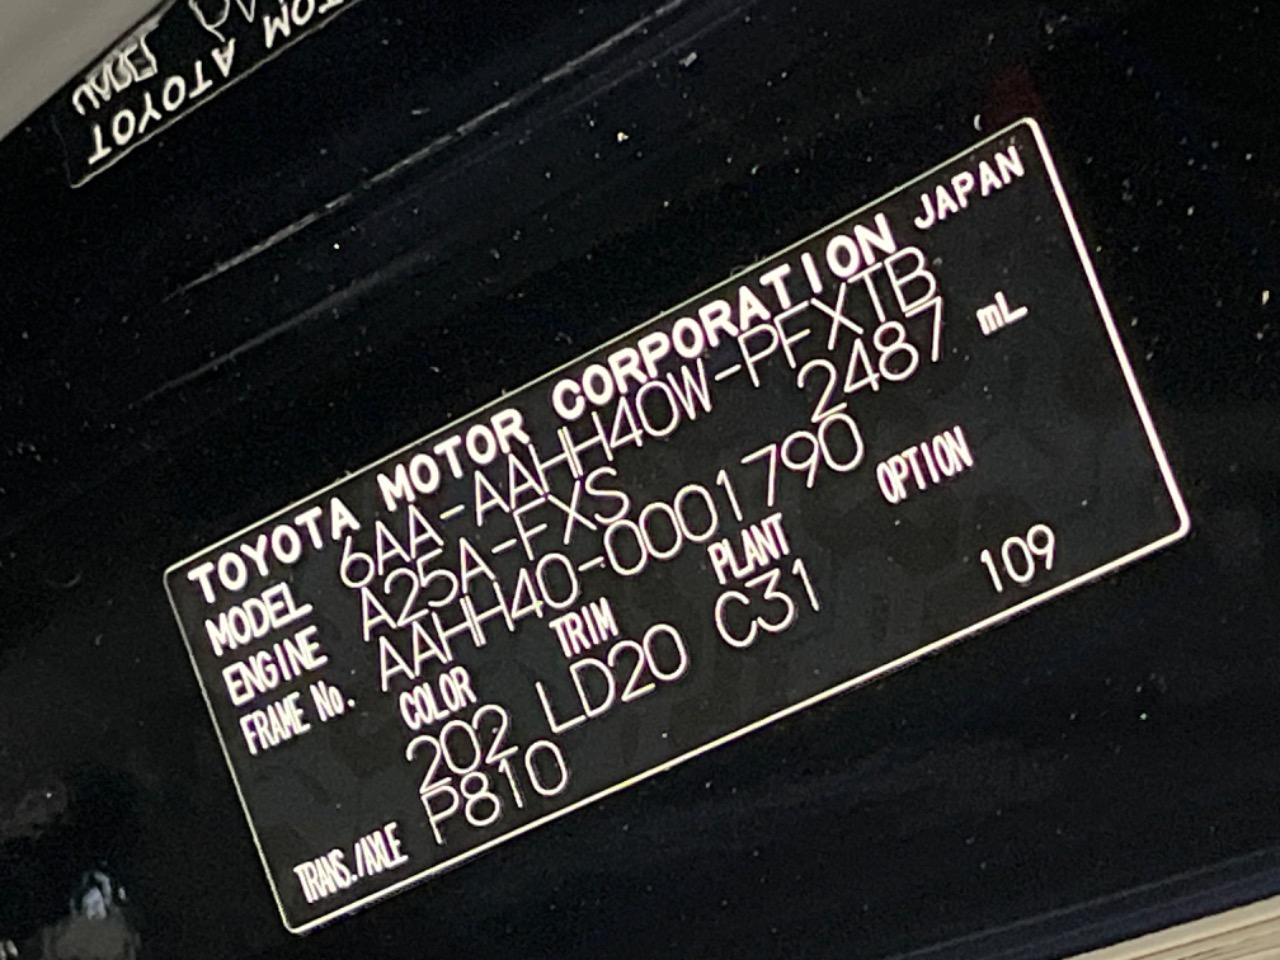 TOYOTA MOTOR CORPORATION JAPAN
MODEL 6AA-AAHH40W-PFXTB
ENGINE A25A-FXS 2487 mL
FRAME No. AAHH40-0001790
COLOR TRIM PLANT OPTION
202 LD20 C31 109
TRANS./AXLE P810
TOYOTA
MODEL